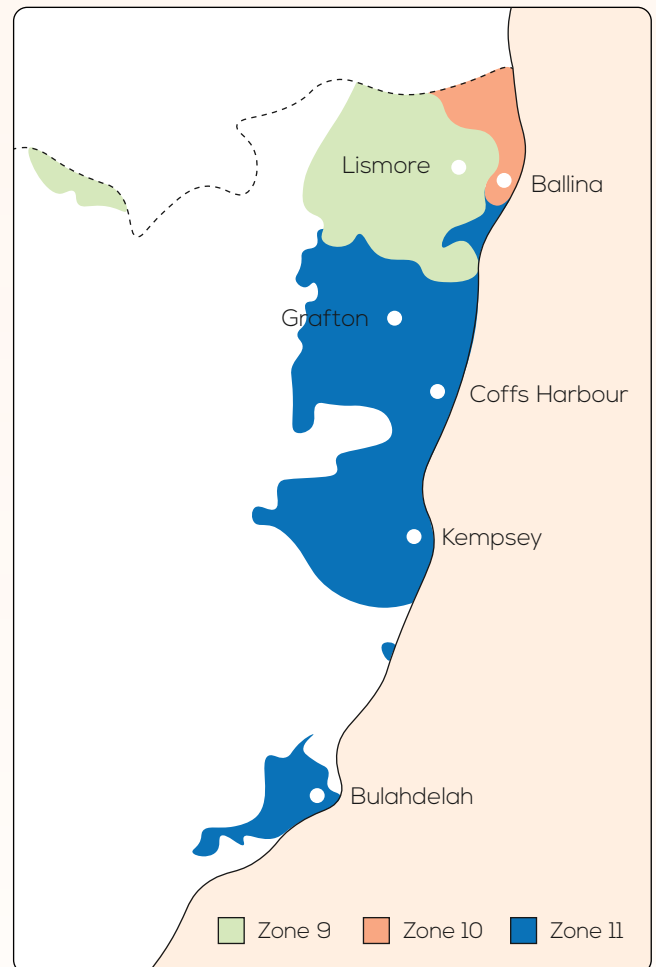 Lismore
Ballina
Grafton
Coffs Harbour
Kempsey
Bulahdelah
Zone 9 Zone 10 Zone 11